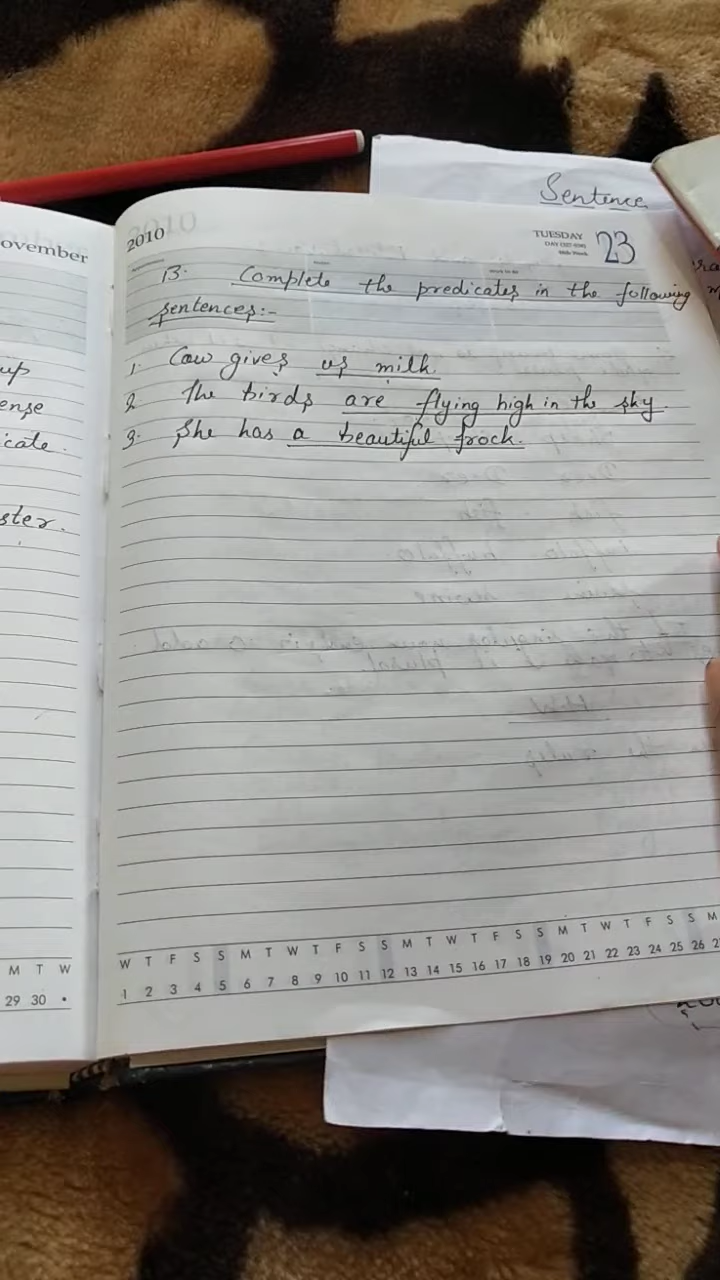 Sentence
ovember
2010
TUESDAY
23
B. Complete the predicates in the following
sentences:-
1. Cow gives us milk.
2. The birds are flying high in the sky.
3. She has a beautiful frock.
up
ense
icate.
ster.
M T W
29 30 •
W T F S S M T W T F S S M T W T F S S M T W T F S S M
1 2 3 4 5 6 7 8 9 10 11 12 13 14 15 16 17 18 19 20 21 22 23 24 25 26 2